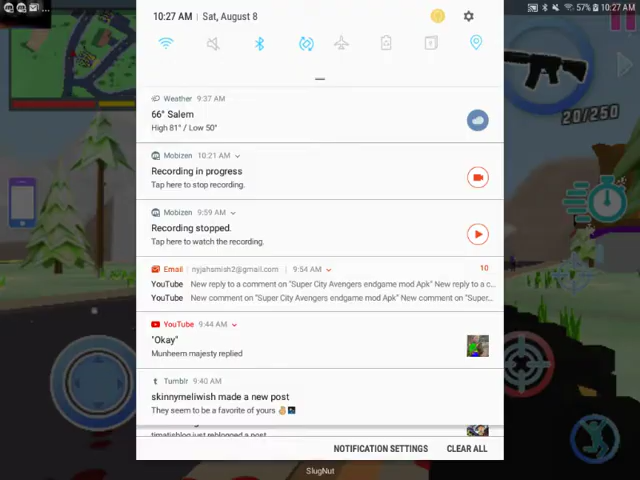 57% 10:27 AM
10:27 AM | Sat, August 8
20/250
Weather 9:37 AM
66° Salem
High 81° / Low 50°
Mobizen 10:21 AM
Recording in progress
Tap here to stop recording.
Mobizen 9:59 AM
Recording stopped.
Tap here to watch the recording.
Email | nyjahsmish2@gmail.com | 9:54 AM 10
YouTube New reply to a comment on "Super City Avengers endgame mod Apk" New reply to a c...
YouTube New comment on "Super City Avengers endgame mod Apk" New comment on "Super...
YouTube 9:44 AM
"Okay"
Munheem majesty replied
Tumblr 9:40 AM
skinnymeliwish made a new post
They seem to be a favorite of yours
timatisblog just reblogged a post
NOTIFICATION SETTINGS CLEAR ALL
SlugNut